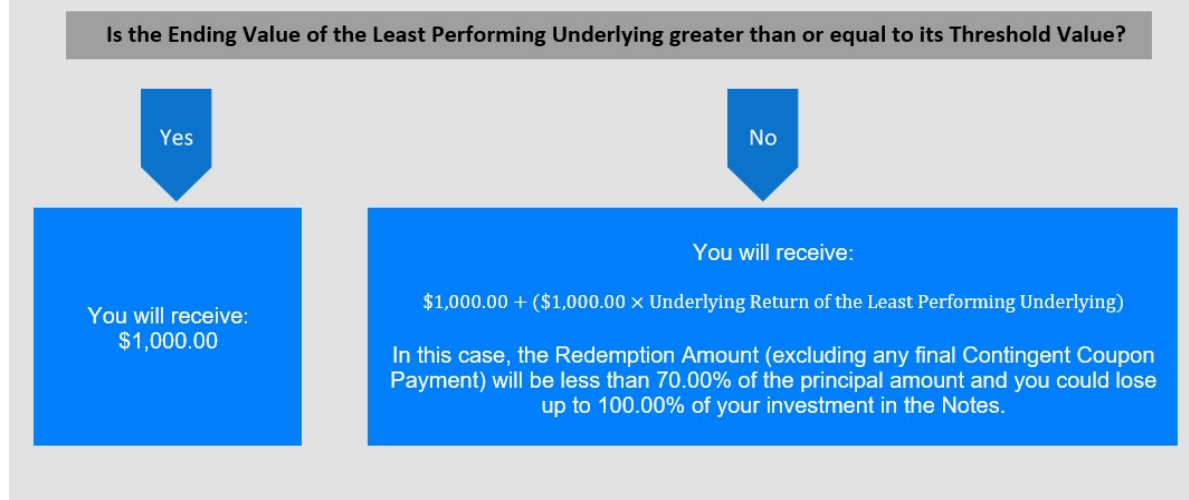 Is the Ending Value of the Least Performing Underlying greater than or equal to its Threshold Value?
Yes
No
You will receive:
$1,000.00
You will receive:
$1,000.00 + ($1,000.00 × Underlying Return of the Least Performing Underlying)
In this case, the Redemption Amount (excluding any final Contingent Coupon
Payment) will be less than 70.00% of the principal amount and you could lose
up to 100.00% of your investment in the Notes.